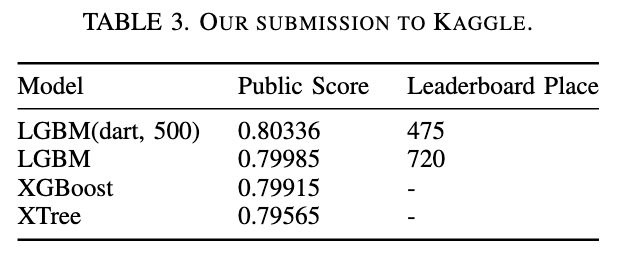 TABLE 3. OUR SUBMISSION TO KAGGLE.
Model Public Score Leaderboard Place
LGBM(dart, 500) 0.80336 475
LGBM 0.79985 720
XGBoost 0.79915 -
XTree 0.79565 -